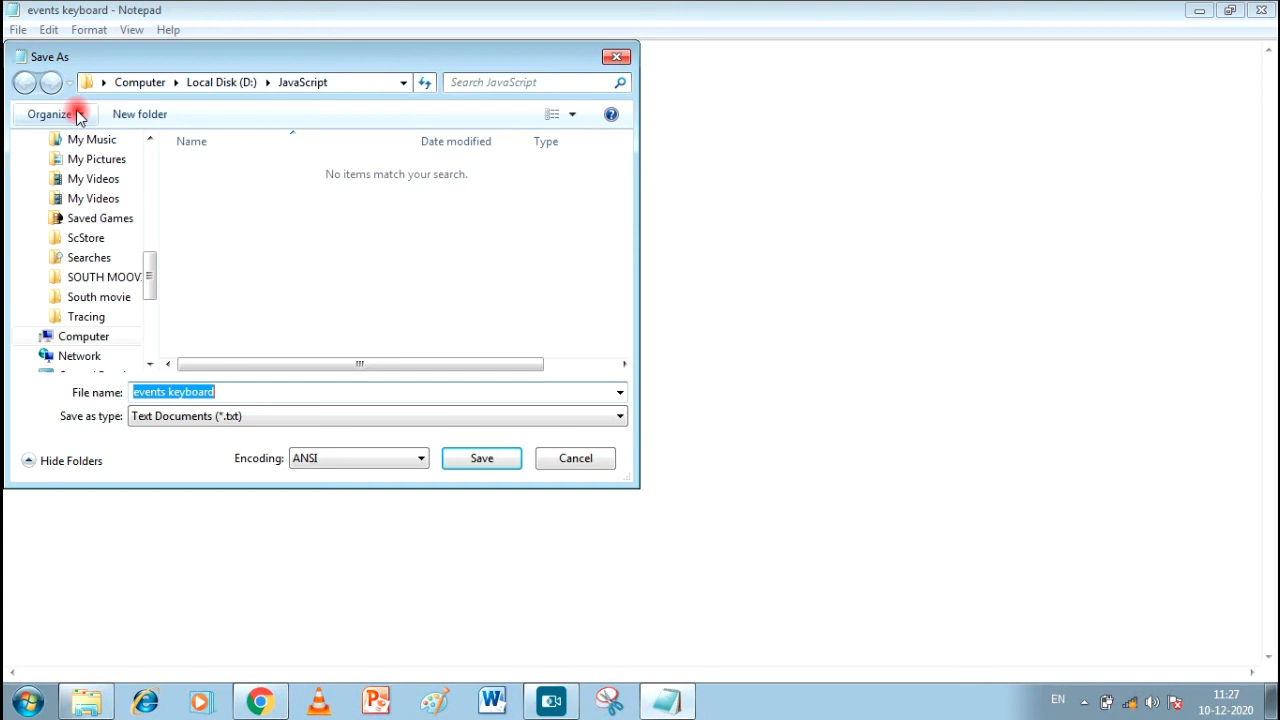 events keyboard - Notepad
File Edit Format View Help
Save As
Computer Local Disk (D:) JavaScript Search JavaScript
Organize New folder
Name Date modified Type
No items match your search.
My Music
My Pictures
My Videos
My Videos
Saved Games
ScStore
Searches
SOUTH MOOV
South movie
Tracing
Computer
Network
File name: events keyboard
Save as type: Text Documents (*.txt)
Hide Folders Encoding: ANSI Save Cancel
EN 11:27
10-12-2020